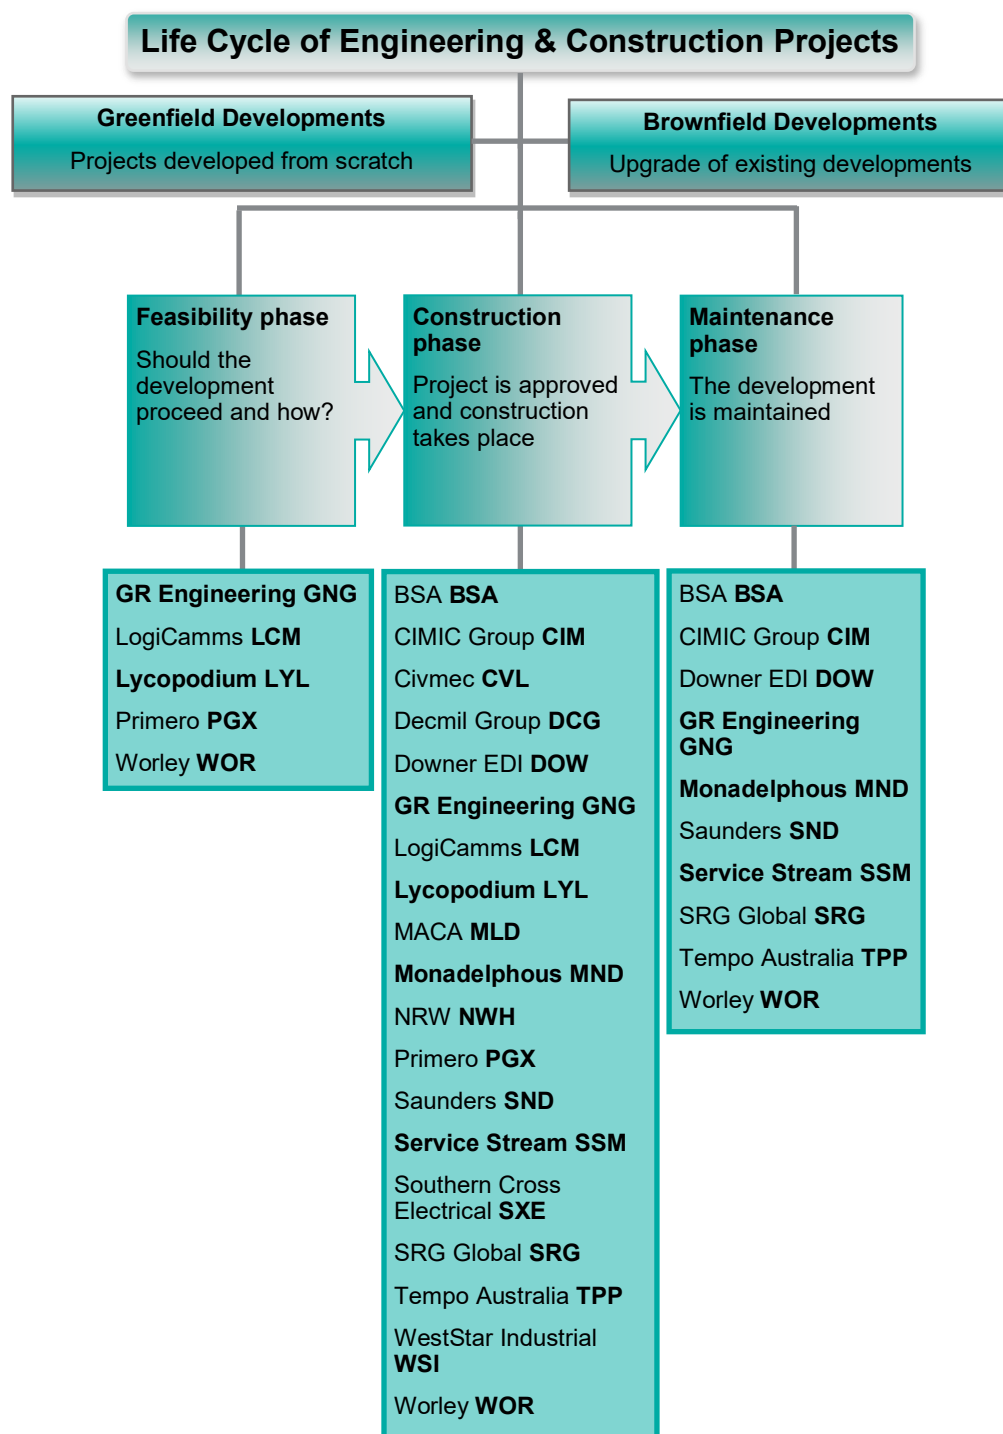 Life Cycle of Engineering & Construction Projects
Greenfield Developments
Projects developed from scratch
Brownfield Developments
Upgrade of existing developments
Feasibility phase
Should the
development
proceed and how?
Construction
phase
Project is approved
and construction
takes place
Maintenance
phase
The development
is maintained
GR Engineering GNG
LogiCamms LCM
Lycopodium LYL
Primero PGX
Worley WOR
BSA BSA
CIMIC Group CIM
Civmec CVL
Decmil Group DCG
Downer EDI DOW
GR Engineering GNG
LogiCamms LCM
Lycopodium LYL
MACA MLD
Monadelphous MND
NRW NWH
Primero PGX
Saunders SND
Service Stream SSM
Southern Cross
Electrical SXE
SRG Global SRG
Tempo Australia TPP
WestStar Industrial
WSI
Worley WOR
BSA BSA
CIMIC Group CIM
Downer EDI DOW
GR Engineering
GNG
Monadelphous MND
Saunders SND
Service Stream SSM
SRG Global SRG
Tempo Australia TPP
Worley WOR